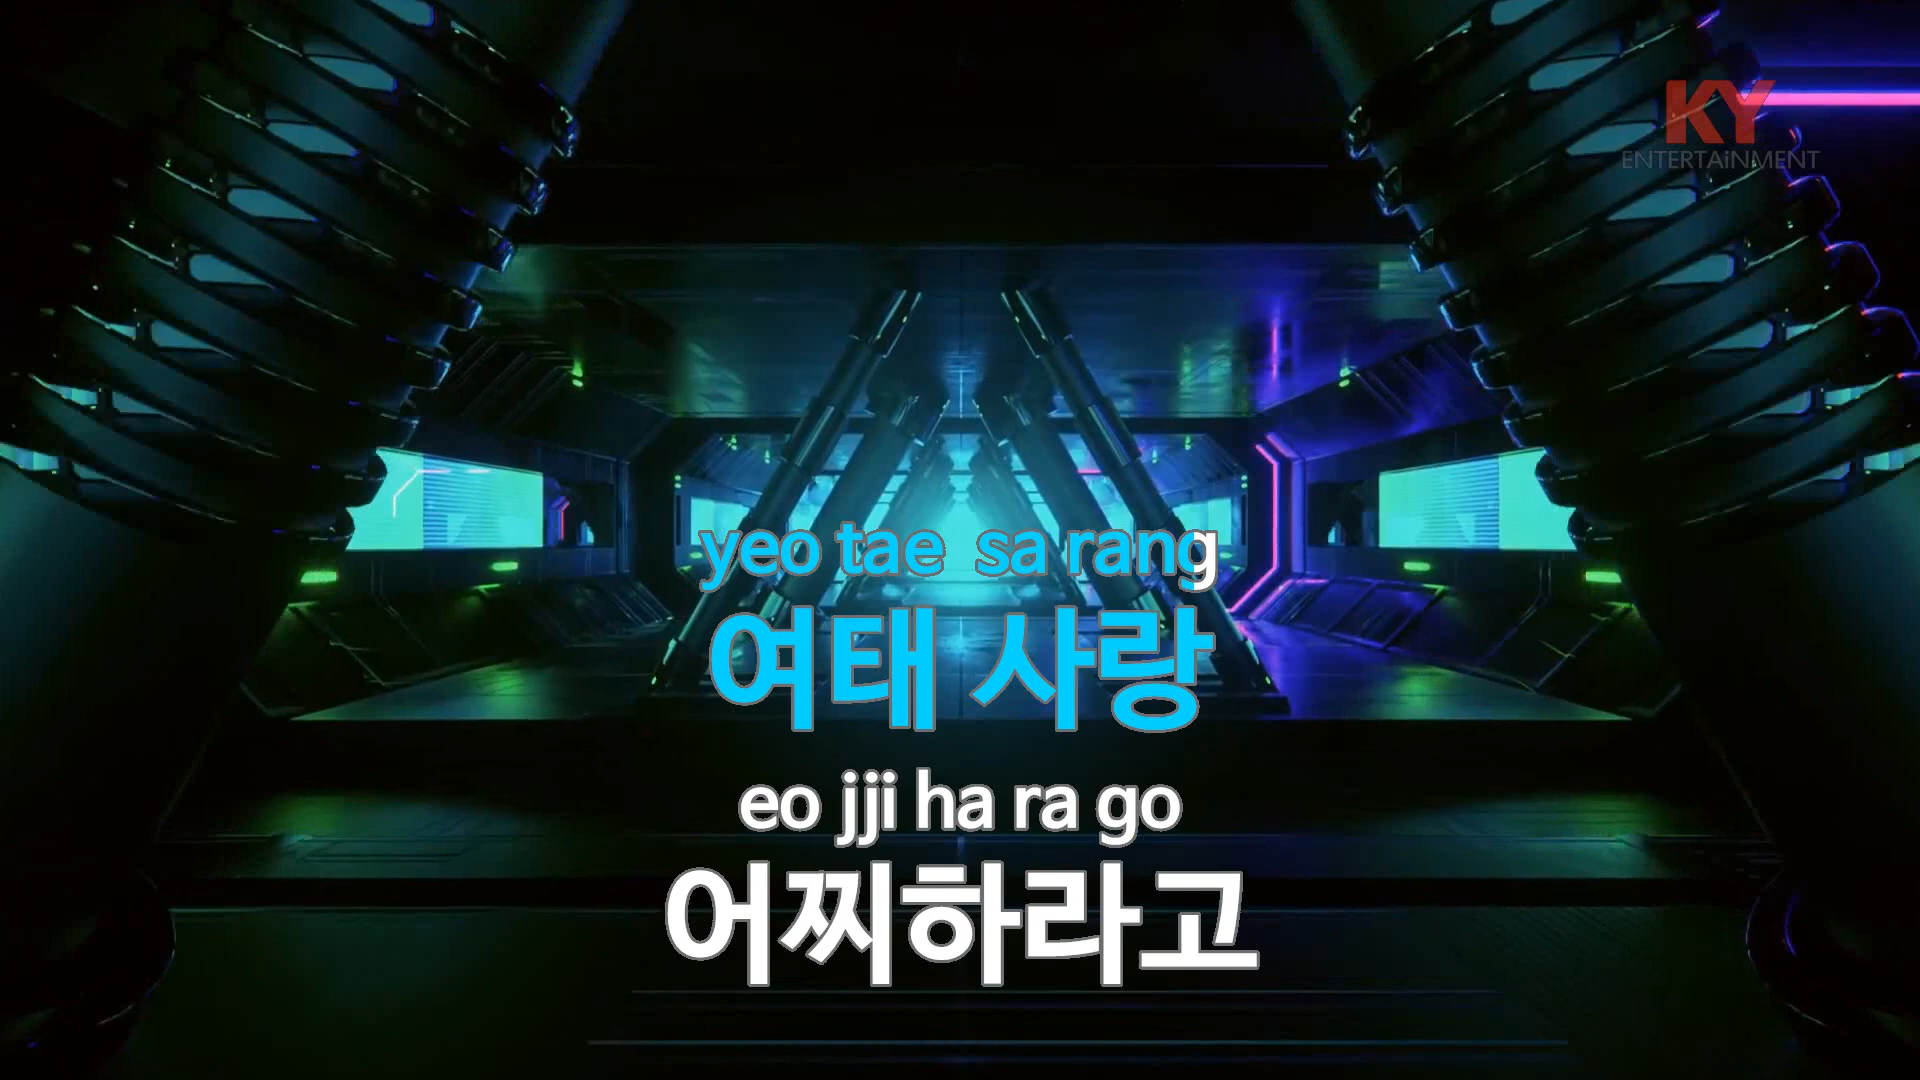 KY
ENTERTAiNMENT
yeo tae sa rang
여태 사랑
eo jji ha ra go
어찌하라고